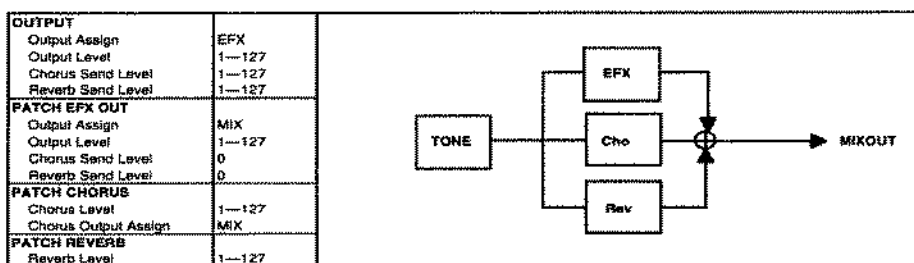 OUTPUT
Output Assign EFX
Output Level 1—127
Chorus Send Level 1—127
Reverb Send Level 1—127
PATCH EFX OUT
Output Assign MIX
Output Level 1—127
Chorus Send Level 0
Reverb Send Level 0
PATCH CHORUS
Chorus Level 1—127
Chorus Output Assign MIX
PATCH REVERB
Reverb Level 1—127
EFX
TONE Cho MIXOUT
Rev